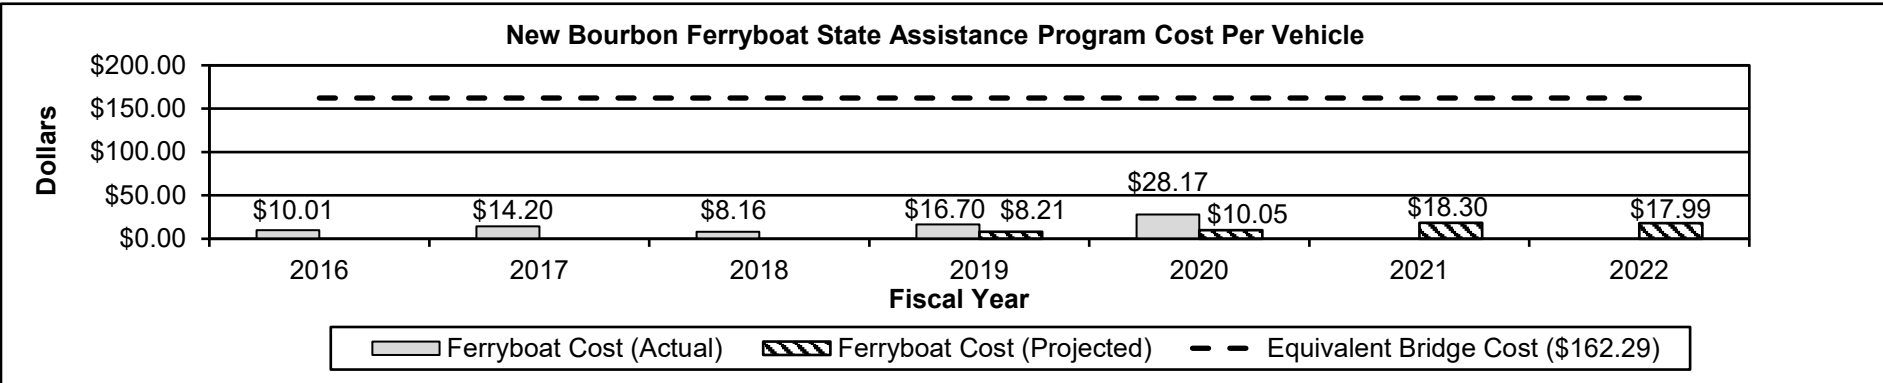 New Bourbon Ferryboat State Assistance Program Cost Per Vehicle
Dollars
$200.00
$150.00
$100.00
$50.00
$0.00
$10.01
$14.20
$8.16
$16.70
$8.21
$28.17
$10.05
$18.30
$17.99
2016 2017 2018 2019 2020 2021 2022
Fiscal Year
Ferryboat Cost (Actual) Ferryboat Cost (Projected) Equivalent Bridge Cost ($162.29)